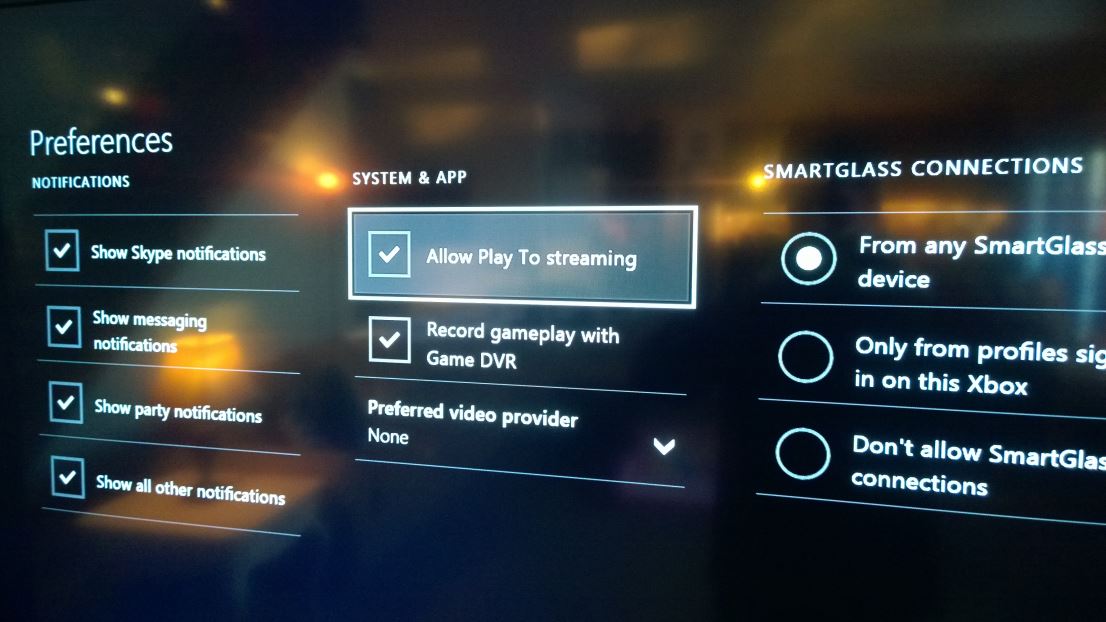 Preferences
NOTIFICATIONS
Show Skype notifications
Show messaging
notifications
Show party notifications
Show all other notifications
SYSTEM & APP
Allow Play To streaming
Record gameplay with
Game DVR
Preferred video provider
None
SMARTGLASS CONNECTIONS
From any SmartGlass
device
Only from profiles sig
in on this Xbox
Don't allow SmartGlas
connections